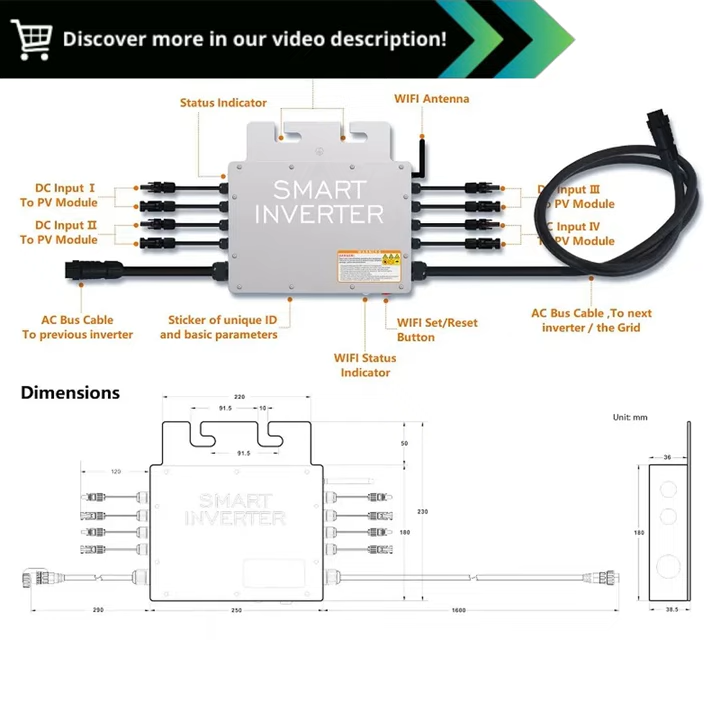 Discover more in our video description!
Status Indicator
WIFI Antenna
DC Input I
To PV Module
DC Input II
To PV Module
SMART
INVERTER
DC Input III
To PV Module
DC Input IV
To PV Module
WARNING
AC Bus Cable
To previous inverter
Sticker of unique ID
and basic parameters
WIFI Set/Reset
Button
WIFI Status
Indicator
AC Bus Cable ,To next
inverter / the Grid
Dimensions
Unit: mm
220
91.5
10
91.5
50
36
120
SMART
INVERTER
230
180
180
290
250
1600
38.5